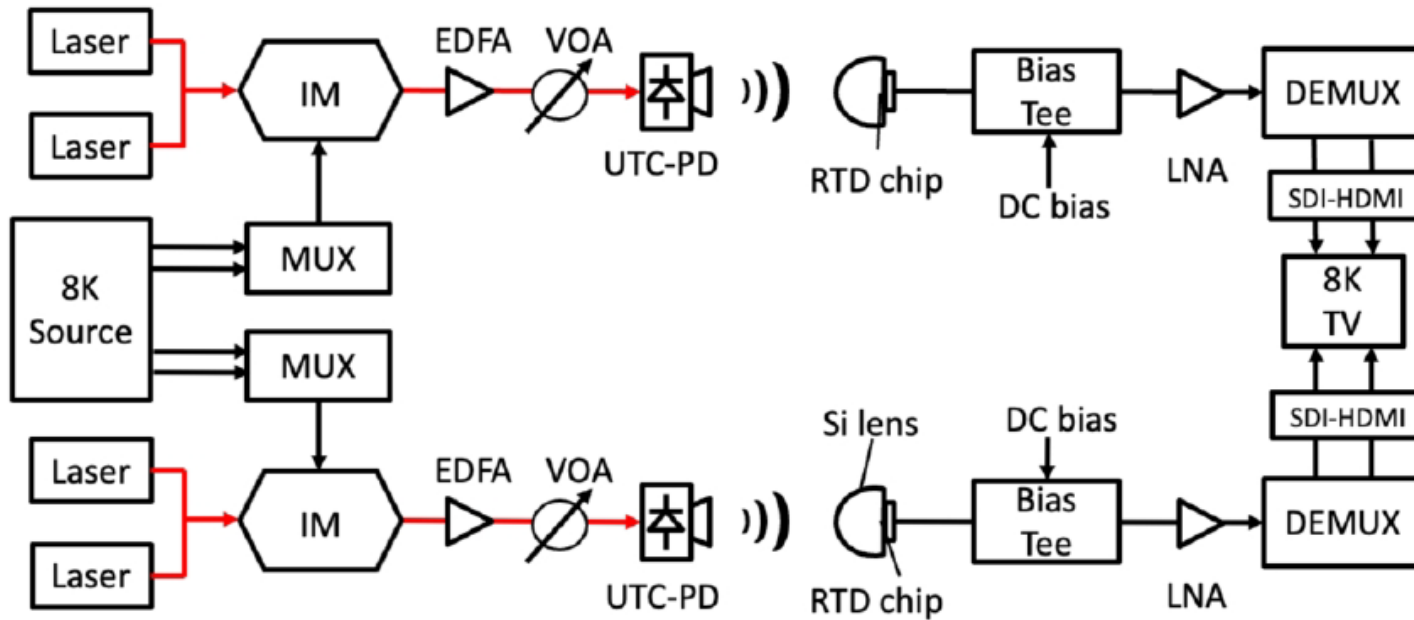 Laser
IM
EDFA
VOA
UTC-PD
RTD chip
Bias
Tee
DC bias
LNA
DEMUX
Laser
SDI-HDMI
8K
Source
MUX
MUX
8K
TV
SDI-HDMI
Laser
IM
EDFA
VOA
UTC-PD
Si lens
RTD chip
DC bias
Bias
Tee
LNA
DEMUX
Laser